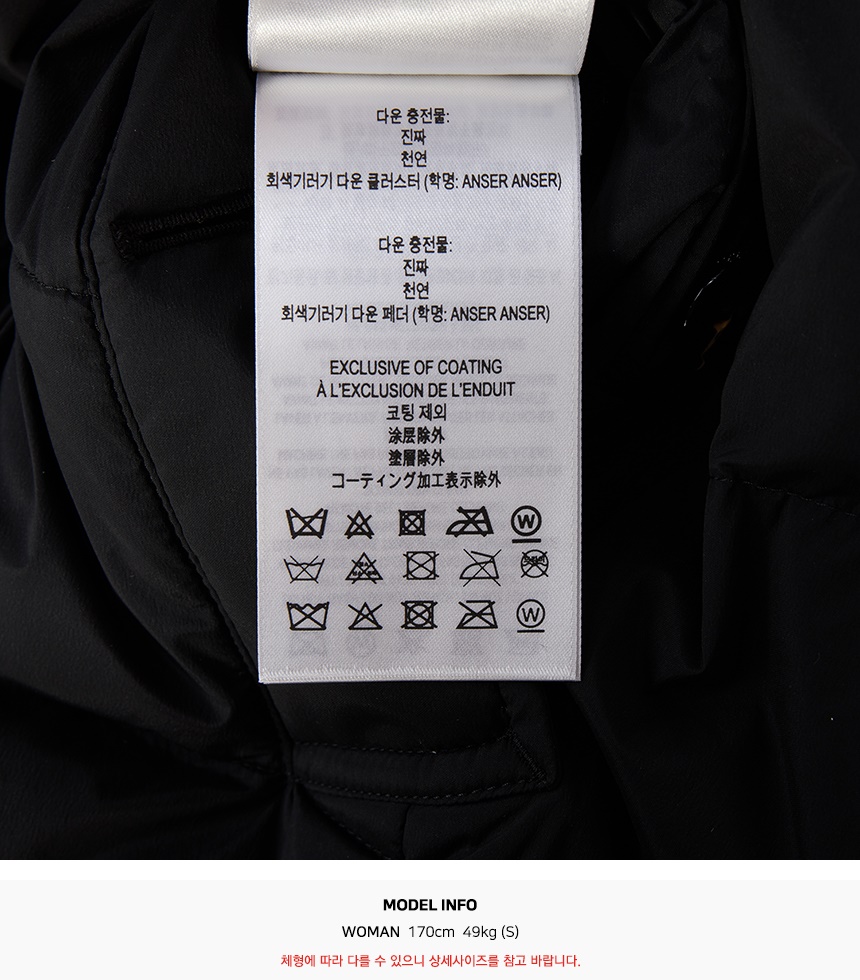 다운 충전물:
진짜
천연
회색기러기 다운 클러스터 (학명: ANSER ANSER)
다운 충전물:
진짜
천연
회색기러기 다운 페더 (학명: ANSER ANSER)
EXCLUSIVE OF COATING
À L'EXCLUSION DE L'ENDUIT
코팅 제외
涂层除外
塗層除外
コーティング加工表示除外
W
W
MODEL INFO
WOMAN 170cm 49kg (S)
체형에 따라 다를 수 있으니 상세사이즈를 참고 바랍니다.